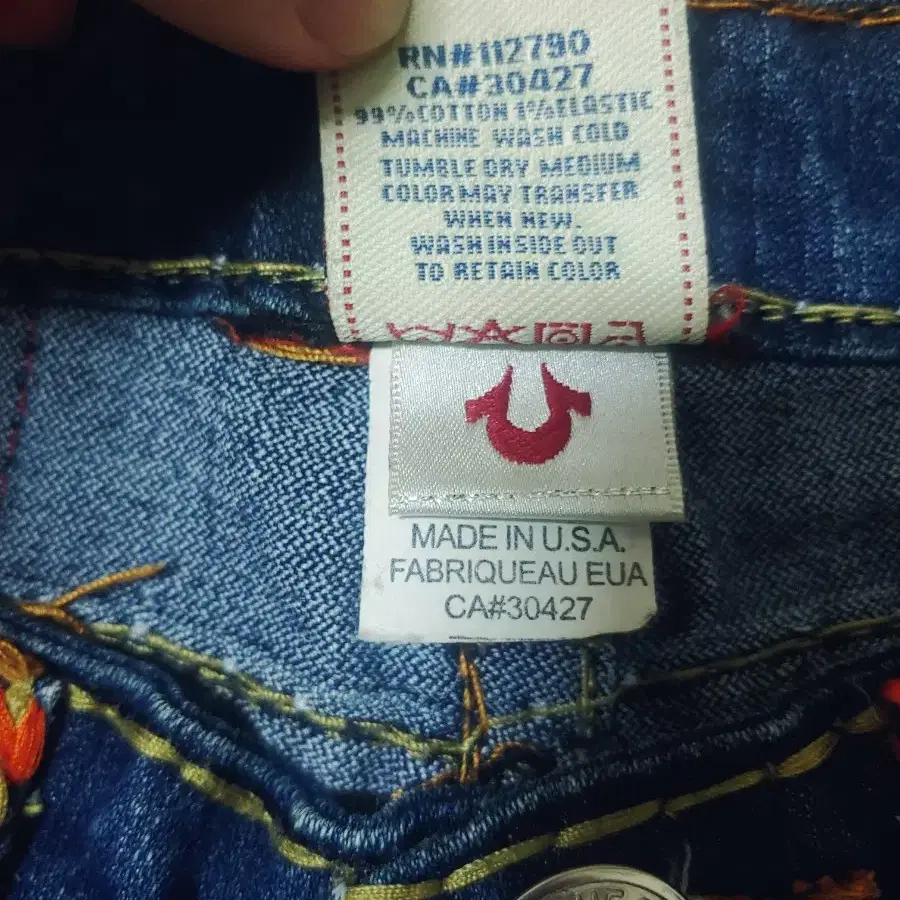 RN#112790
CA#30427
99%COTTON 1%ELASTIC
MACHINE WASH COLD
TUMBLE DRY MEDIUM
COLOR MAY TRANSFER
WHEN NEW.
WASH INSIDE OUT
TO RETAIN COLOR
MADE IN U.S.A.
FABRIQUEAU EUA
CA#30427